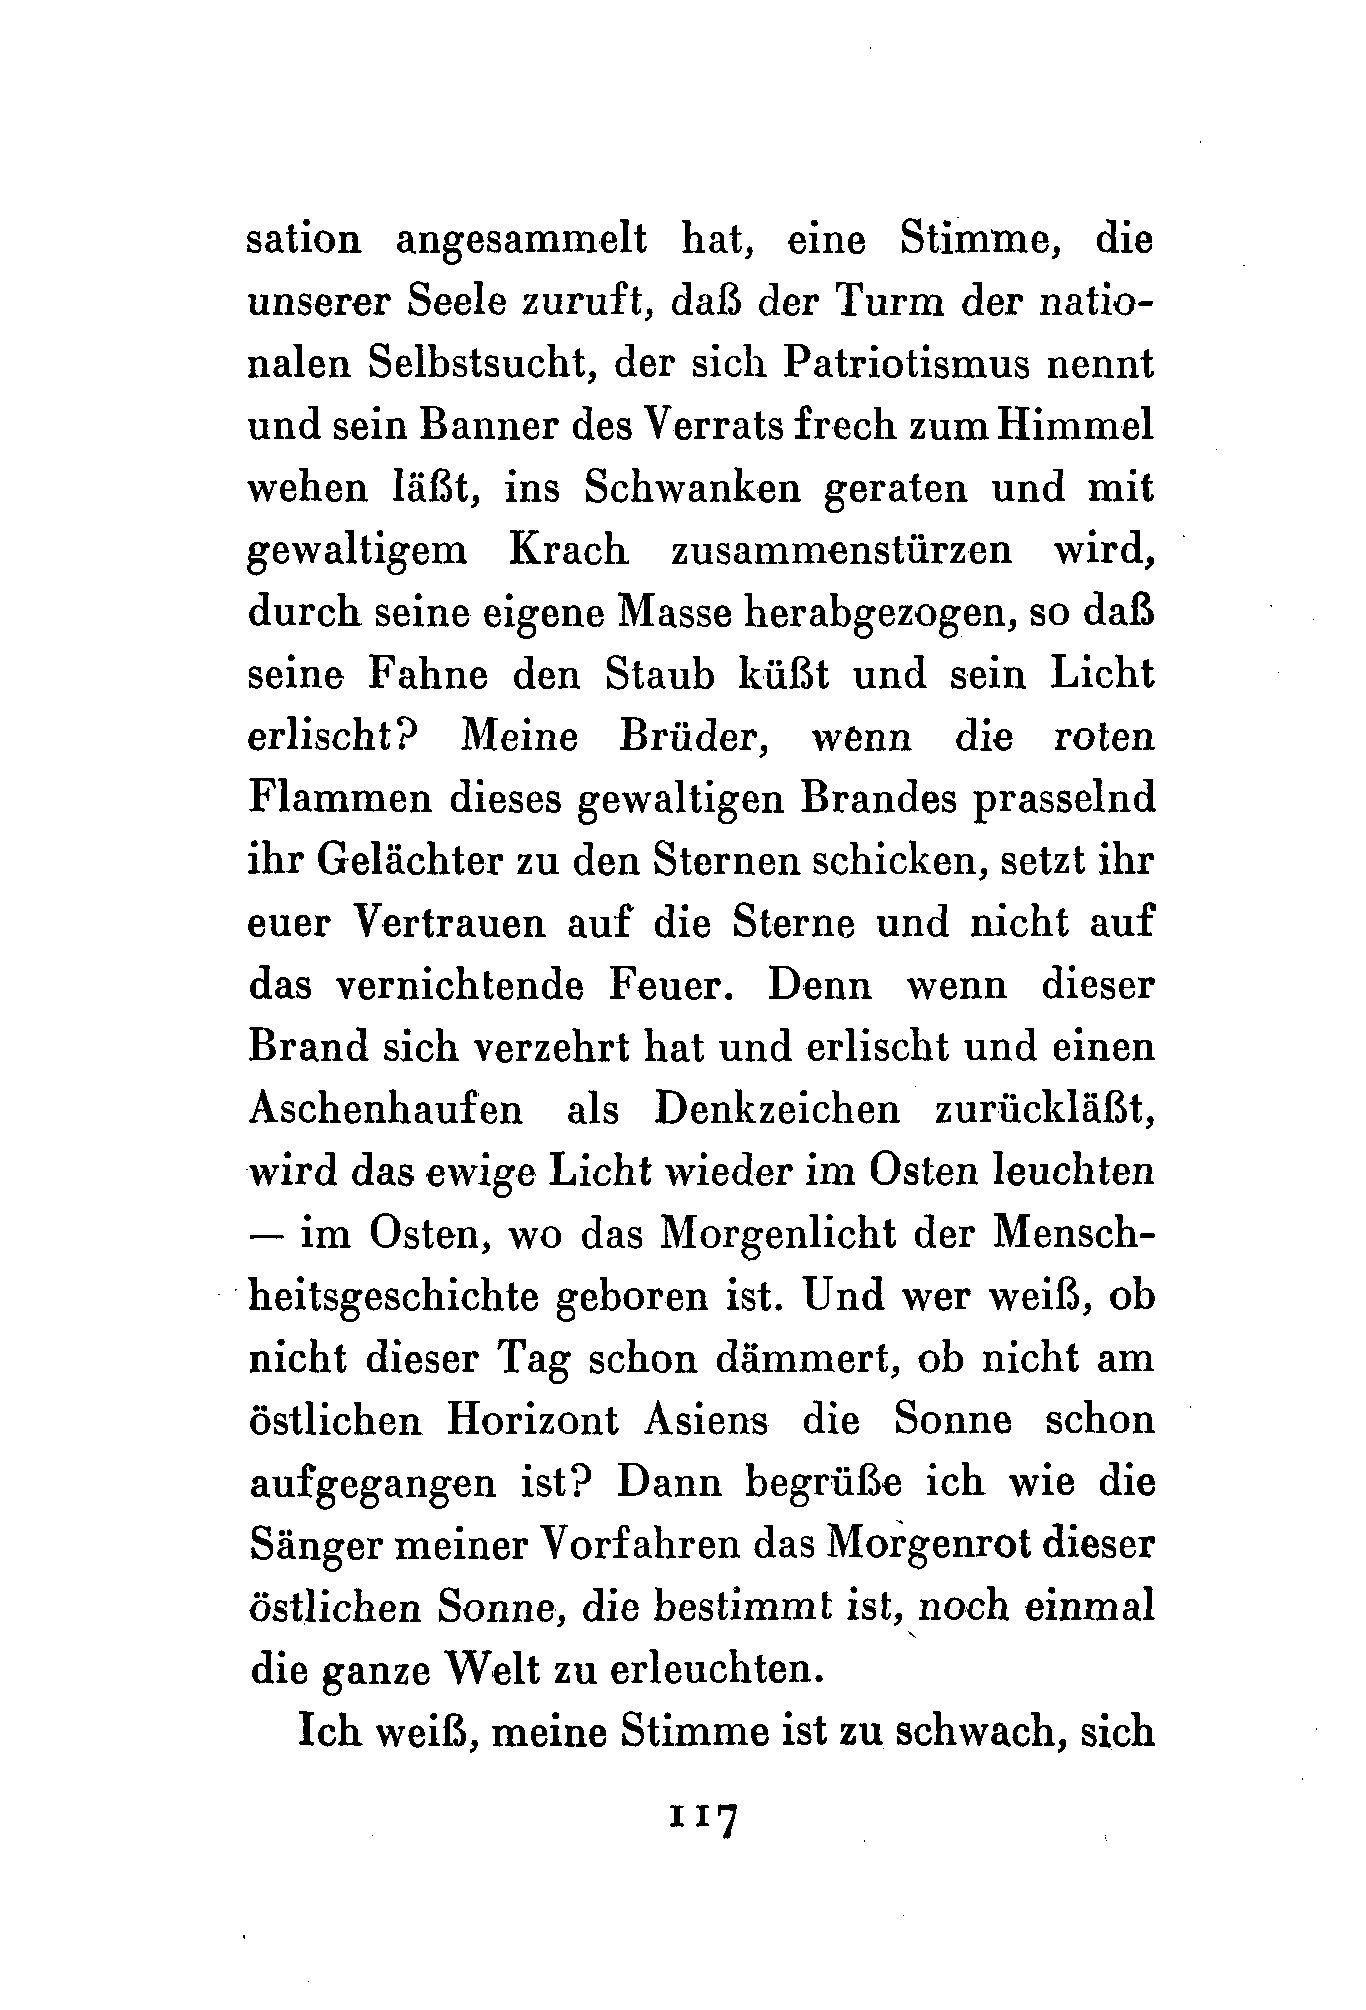 sation angesammelt hat, eine Stimme, die
unserer Seele zuruft, daß der Turm der natio-
nalen Selbstsucht, der sich Patriotismus nennt
und sein Banner des Verrats frech zum Himmel
wehen läßt, ins Schwanken geraten und mit
gewaltigem Krach zusammenstürzen wird,
durch seine eigene Masse herabgezogen, so daß
seine Fahne den Staub küßt und sein Licht
erlischt? Meine Brüder, wenn die roten
Flammen dieses gewaltigen Brandes prasselnd
ihr Gelächter zu den Sternen schicken, setzt ihr
euer Vertrauen auf die Sterne und nicht auf
das vernichtende Feuer. Denn wenn dieser
Brand sich verzehrt hat und erlischt und einen
Aschenhaufen als Denkzeichen zurückläßt,
wird das ewige Licht wieder im Osten leuchten
— im Osten, wo das Morgenlicht der Mensch-
heitsgeschichte geboren ist. Und wer weiß, ob
nicht dieser Tag schon dämmert, ob nicht am
östlichen Horizont Asiens die Sonne schon
aufgegangen ist? Dann begrüße ich wie die
Sänger meiner Vorfahren das Morgenrot dieser
östlichen Sonne, die bestimmt ist, noch einmal
die ganze Welt zu erleuchten.
Ich weiß, meine Stimme ist zu schwach, sich
117